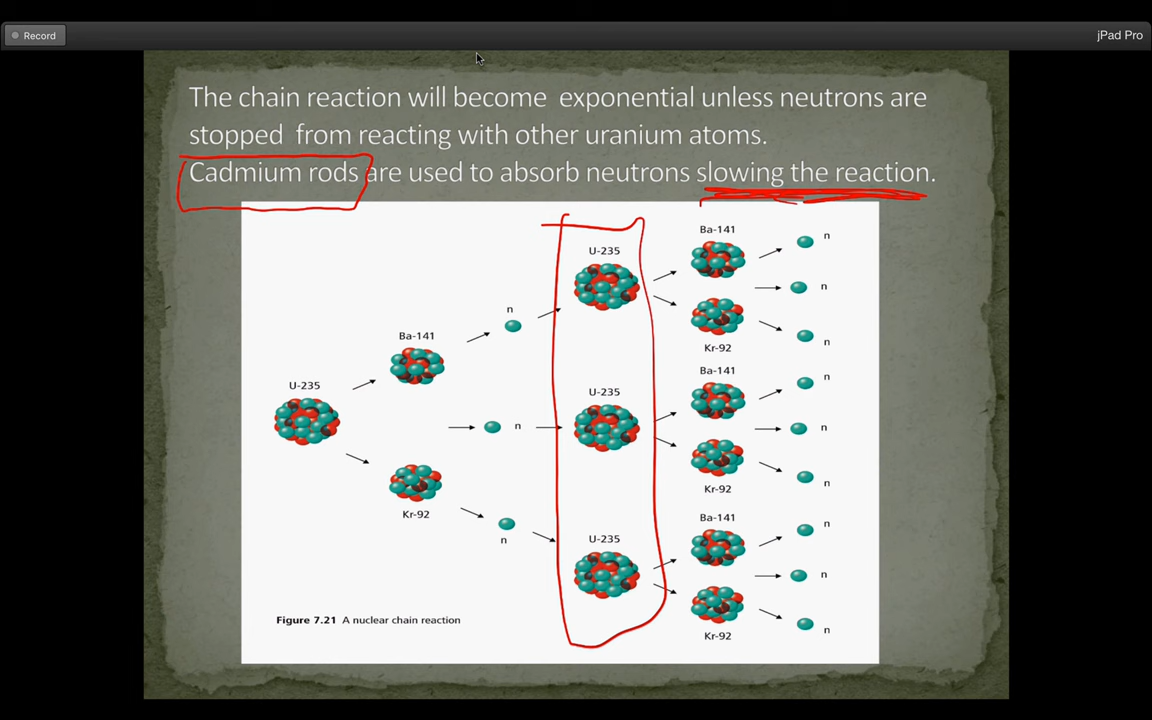 Record
jPad Pro
The chain reaction will become exponential unless neutrons are
stopped from reacting with other uranium atoms.
Cadmium rods are used to absorb neutrons slowing the reaction.
U-235
Ba-141
Kr-92
n
n
n
U-235
U-235
U-235
Ba-141
Kr-92
n
n
n
Ba-141
Kr-92
n
n
n
Ba-141
Kr-92
n
n
n
Figure 7.21 A nuclear chain reaction